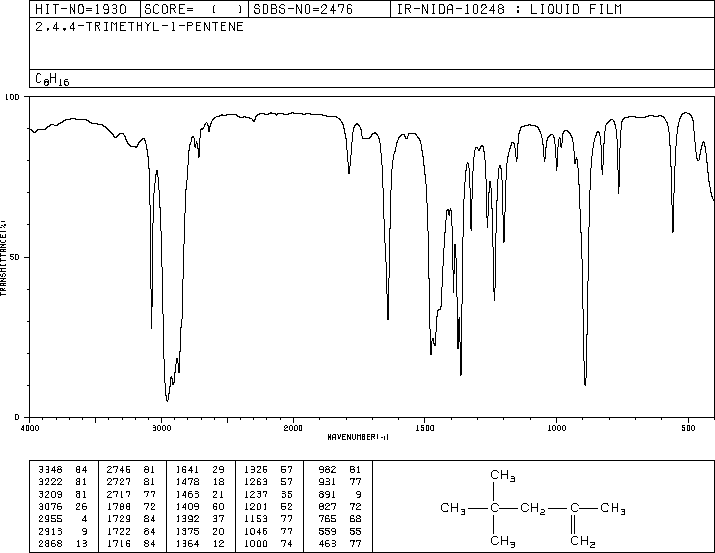 HIT-NO=1930 SCORE= ( ) SDBS-NO=2476 IR-NIDA-10248 : LIQUID FILM
2.4.4-TRIMETHYL-1-PENTENE
C8H16
100
50
0
TRANSMITTANCE(%)
4000 3000 2000 1500 1000 500
WAVENUMBER(-1)
3348 84 2746 81 1641 29 1326 57 982 81
3222 81 2727 81 1478 18 1263 57 931 77
3209 81 2717 77 1463 21 1237 35 891 9
3076 26 1788 72 1409 60 1201 52 827 72
2955 4 1729 84 1392 37 1153 77 765 68
2913 9 1722 84 1375 20 1046 77 559 55
2868 13 1716 84 1364 12 1000 74 463 77
CH3
CH3 C CH2 C CH3
CH3 CH2